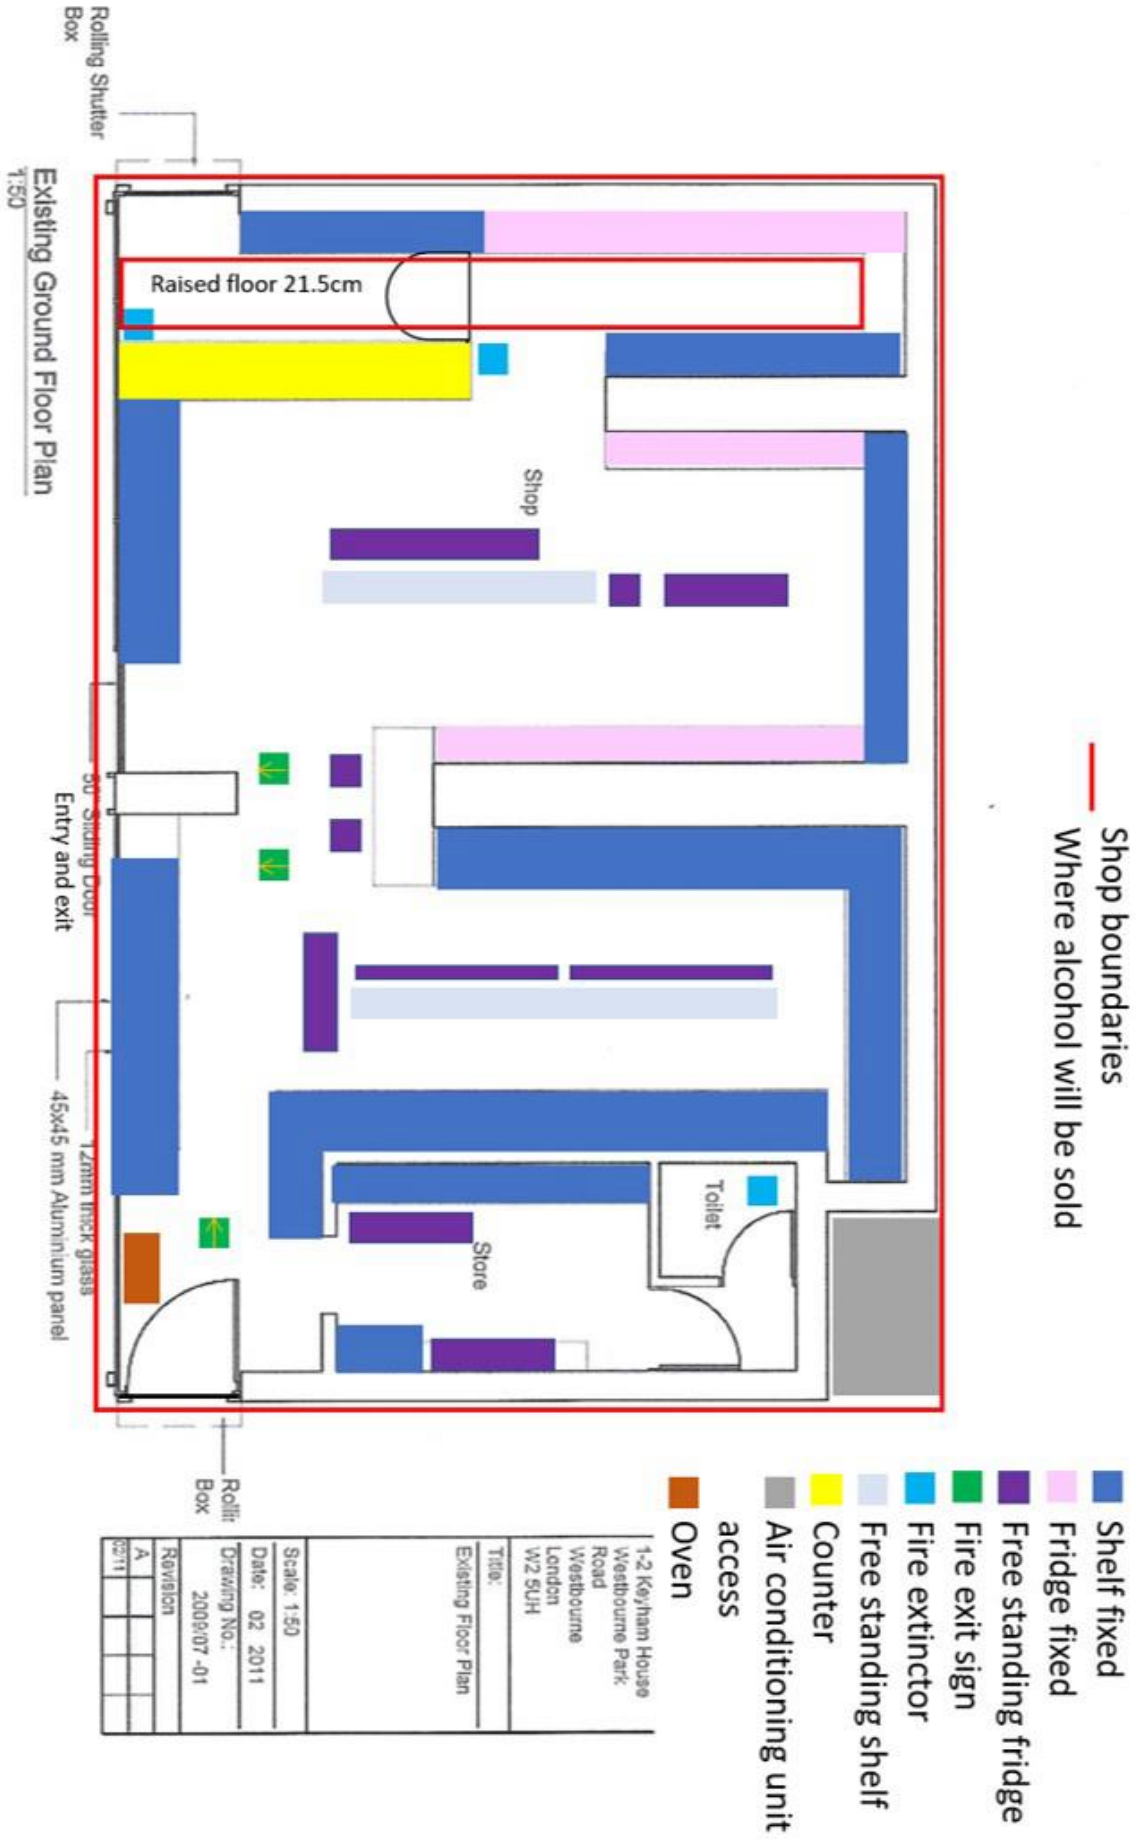 Shop boundaries
Where alcohol will be sold
Shelf fixed
Fridge fixed
Free standing fridge
Fire exit sign
Fire extinctor
Free standing shelf
Counter
Air conditioning unit
access
Oven
Raised floor 21.5cm
Shop
Toilet
Store
Rolling Shutter
Box
Existing Ground Floor Plan
1:50
Sliding Door
Entry and exit
12mm thick glass
45x45 mm Aluminium panel
Box
1-2 Keyham House
Westbourne Park
Road
Westbourne
London
W2 5UH
Title:
Existing Floor Plan
Scale: 1:50
Date: 02 2011
Drawing No.:
2009/07 -01
Revision
A
02/11